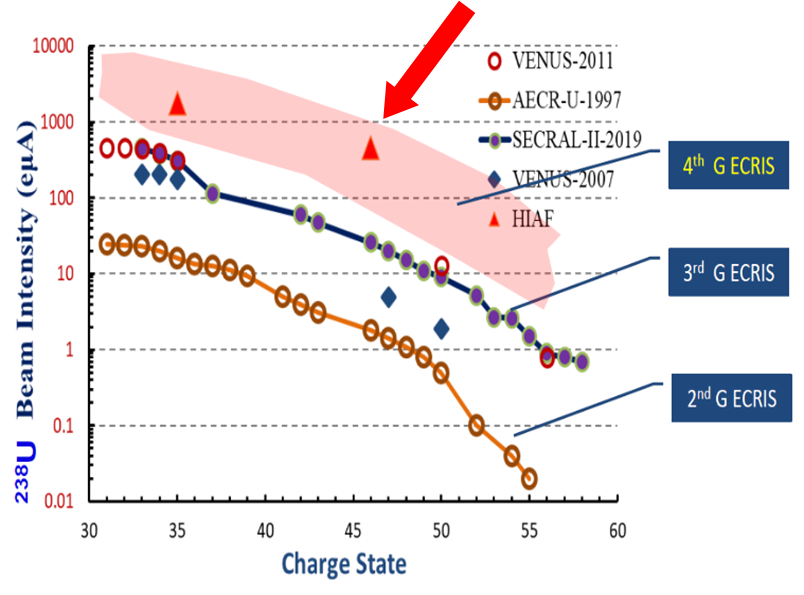 10000
1000
100
10
1
0.1
0.01
²³⁸U Beam Intensity (eµA)
30 35 40 45 50 55 60
Charge State
VENUS-2011
AECR-U-1997
SECRAL-II-2019
VENUS-2007
HIAF
4ᵗʰ G ECRIS
3ʳᵈ G ECRIS
2ⁿᵈ G ECRIS